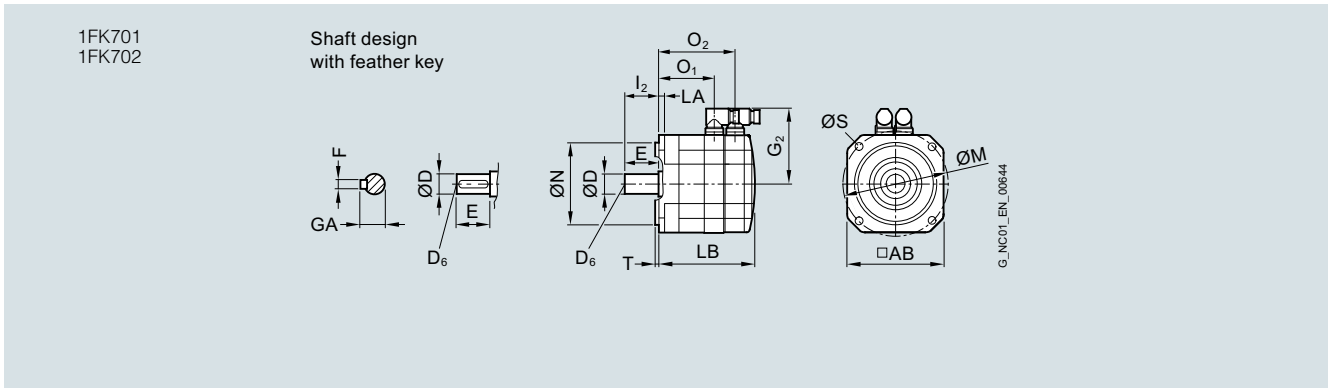 1FK701
1FK702
Shaft design
with feather key
O₂
O₁
I₂
LA
E
ØN
ØD
D₆
T
LB
G₂
F
GA
ØD
E
D₆
ØS
ØM
□AB
G_NC01_EN_00644